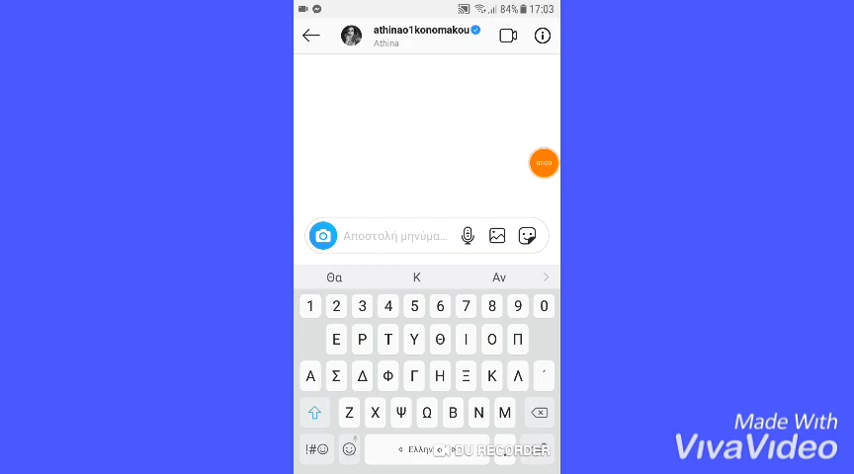 84% 17:03
athinao1konomakou
Athina
Αποστολή μηνύμα...
Θα Κ Αν
1 2 3 4 5 6 7 8 9 0
Ε Ρ Τ Υ Θ Ι Ο Π
Α Σ Δ Φ Γ Η Ξ Κ Λ ΄
Ζ Χ Ψ Ω Β Ν Μ
!#☺
DU RECORDER
Made With
VivaVideo